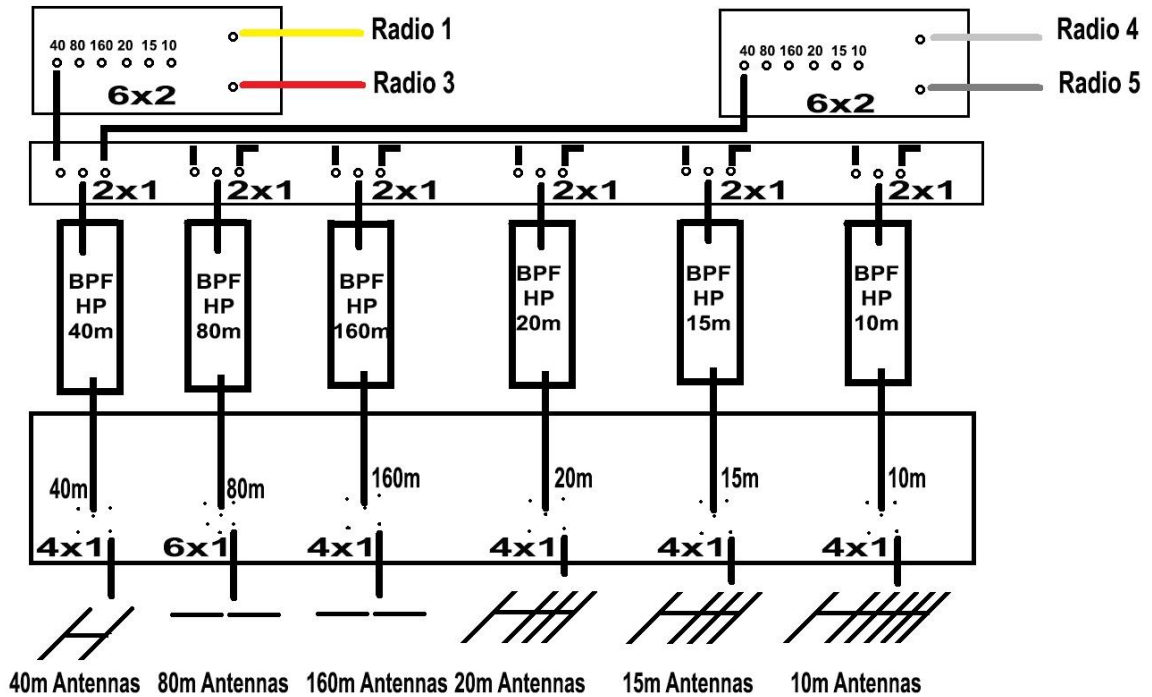 Radio 1
Radio 4
40 80 160 20 15 10
40 80 160 20 15 10
Radio 3
Radio 5
6x2
6x2
2x1 2x1 2x1 2x1 2x1 2x1
BPF
HP
40m
BPF
HP
80m
BPF
HP
160m
BPF
HP
20m
BPF
HP
15m
BPF
HP
10m
40m 80m 160m 20m 15m 10m
4x1 6x1 4x1 4x1 4x1 4x1
40m Antennas 80m Antennas 160m Antennas 20m Antennas 15m Antennas 10m Antennas